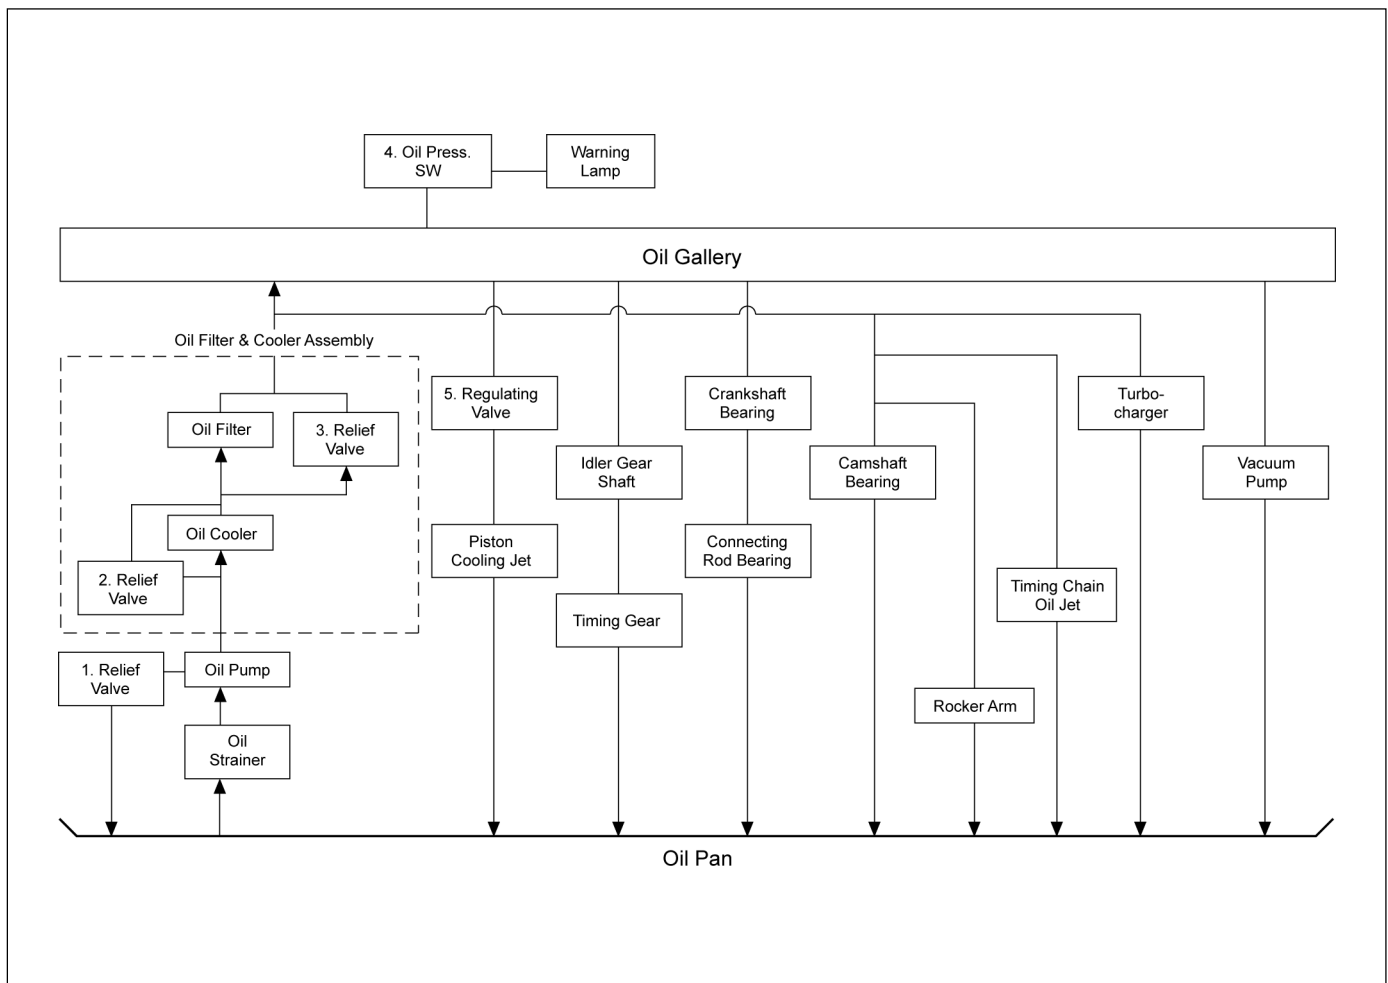 4. Oil Press.
SW
Warning
Lamp
Oil Gallery
Oil Filter & Cooler Assembly
5. Regulating
Valve
Crankshaft
Bearing
Turbo-
charger
Oil Filter
3. Relief
Valve
Idler Gear
Shaft
Camshaft
Bearing
Vacuum
Pump
Oil Cooler
Piston
Cooling Jet
Connecting
Rod Bearing
2. Relief
Valve
Timing Chain
Oil Jet
Timing Gear
1. Relief
Valve
Oil Pump
Rocker Arm
Oil
Strainer
Oil Pan